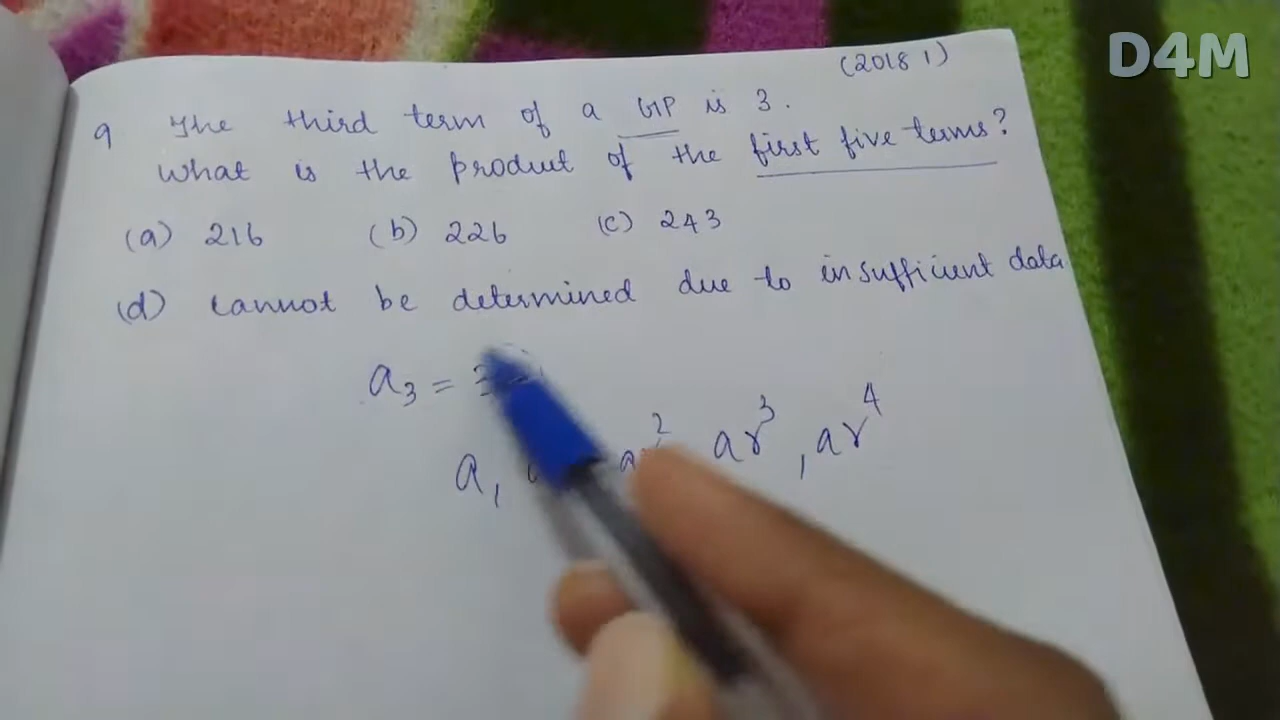 D4M
(2018 1)
9 The third term of a GP is 3.
What is the product of the first five terms?
(a) 216 (b) 226 (c) 243
(d) cannot be determined due to insufficient data
a3 =
a, ar³, ar⁴